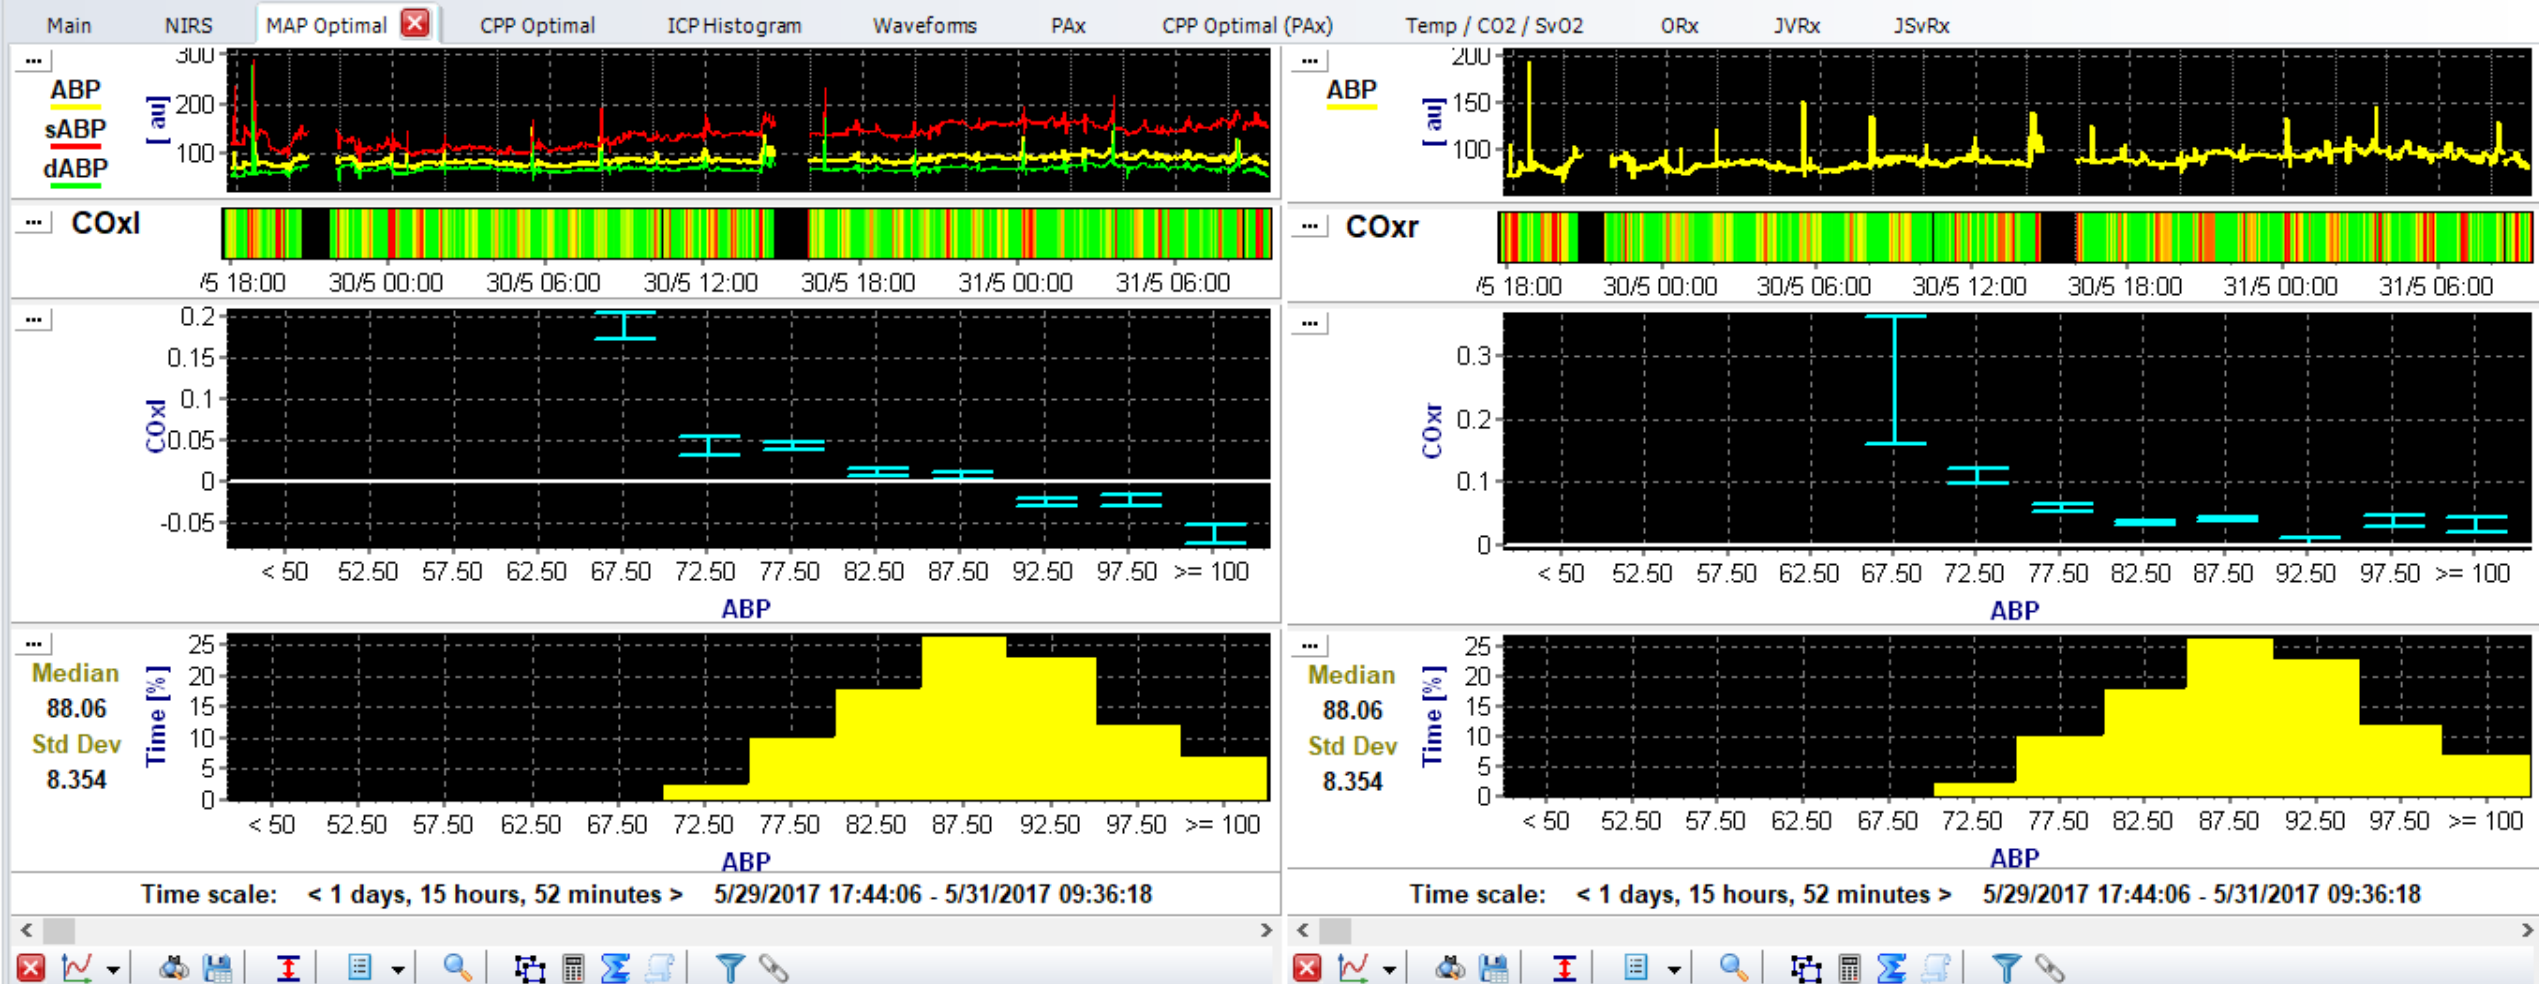 Main NIRS MAP Optimal CPP Optimal ICP Histogram Waveforms PAx CPP Optimal (PAx) Temp / CO2 / SvO2 ORx JVRx JSvRx
...
ABP
sABP
dABP
[ au]
300
200
100
...
COxl
/5 18:00 30/5 00:00 30/5 06:00 30/5 12:00 30/5 18:00 31/5 00:00 31/5 06:00
...
COxl
0.2
0.15
0.1
0.05
0
-0.05
< 50 52.50 57.50 62.50 67.50 72.50 77.50 82.50 87.50 92.50 97.50 >= 100
ABP
...
Median
88.06
Std Dev
8.354
Time [%]
25
20
15
10
5
0
< 50 52.50 57.50 62.50 67.50 72.50 77.50 82.50 87.50 92.50 97.50 >= 100
ABP
Time scale: < 1 days, 15 hours, 52 minutes > 5/29/2017 17:44:06 - 5/31/2017 09:36:18
...
ABP
[ au]
200
150
100
...
COxr
/5 18:00 30/5 00:00 30/5 06:00 30/5 12:00 30/5 18:00 31/5 00:00 31/5 06:00
...
COxr
0.3
0.2
0.1
0
< 50 52.50 57.50 62.50 67.50 72.50 77.50 82.50 87.50 92.50 97.50 >= 100
ABP
...
Median
88.06
Std Dev
8.354
Time [%]
25
20
15
10
5
0
< 50 52.50 57.50 62.50 67.50 72.50 77.50 82.50 87.50 92.50 97.50 >= 100
ABP
Time scale: < 1 days, 15 hours, 52 minutes > 5/29/2017 17:44:06 - 5/31/2017 09:36:18